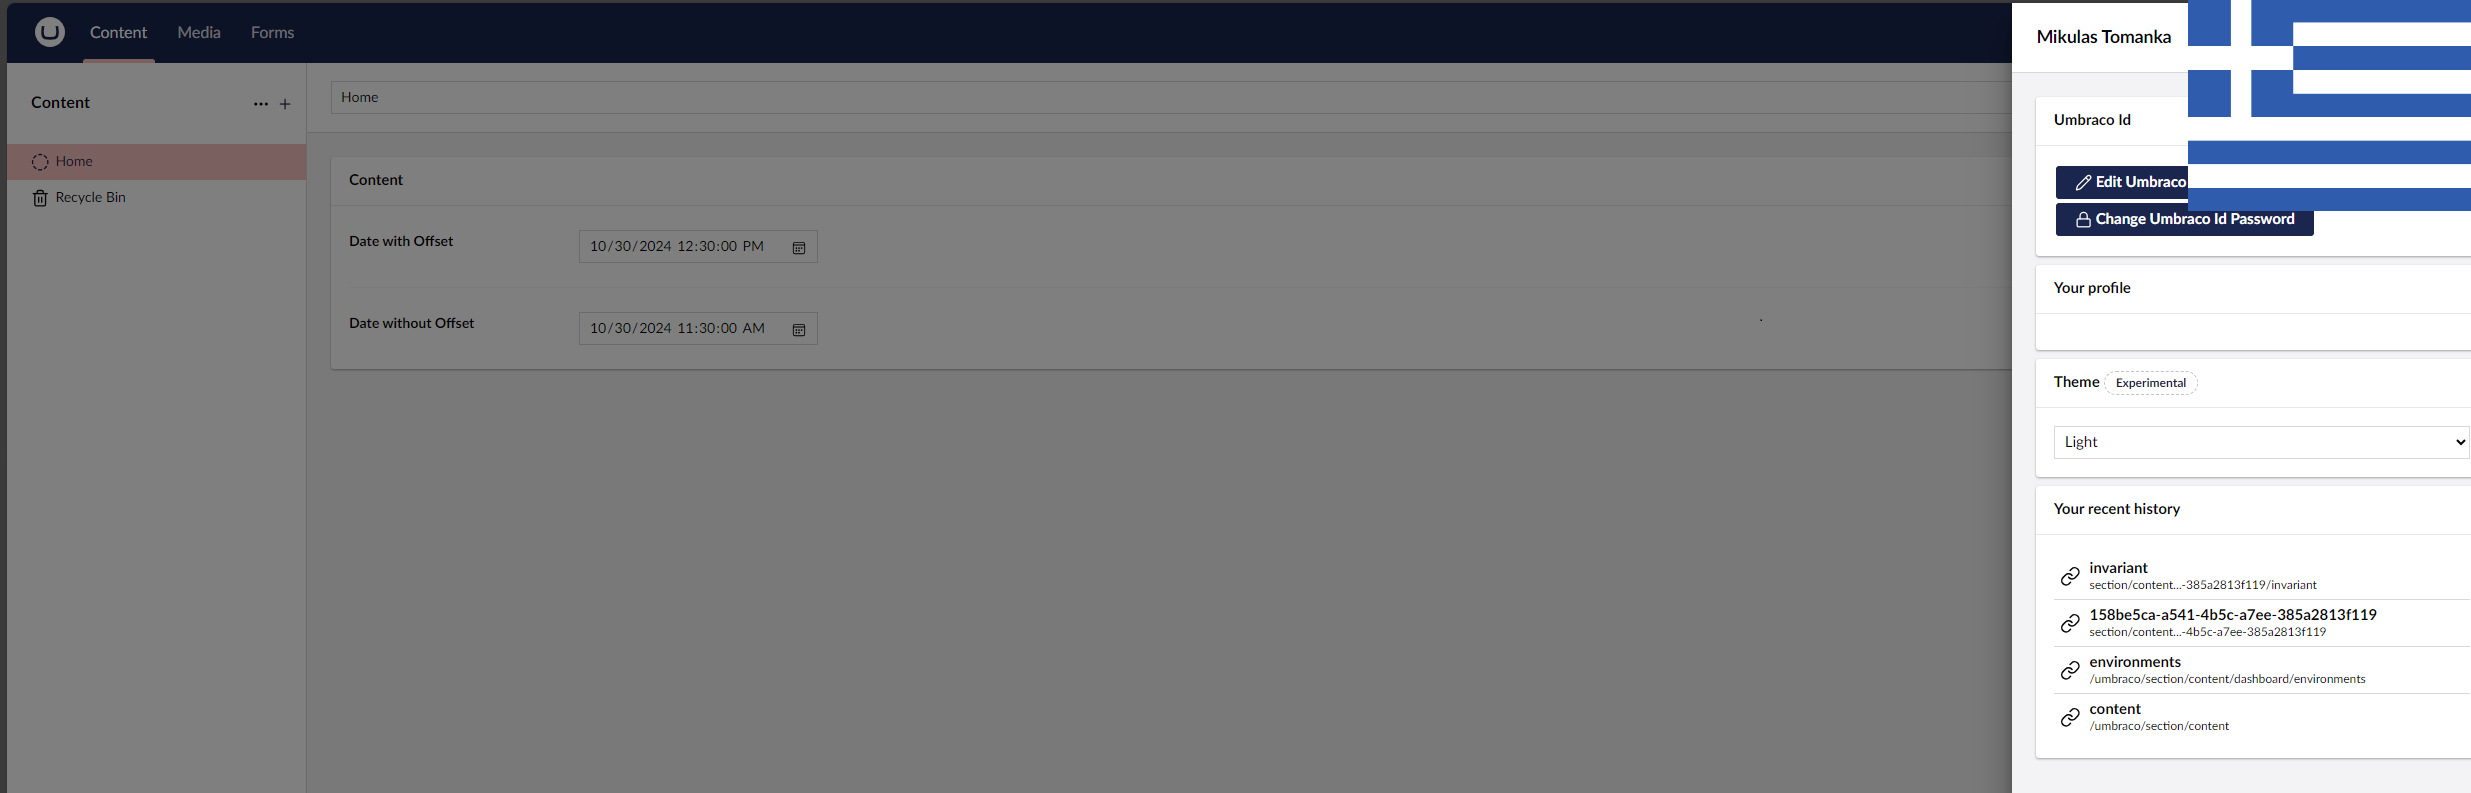 Content
Media
Forms
Content
Home
Recycle Bin
Home
Content
Date with Offset
10/30/2024 12:30:00 PM
Date without Offset
10/30/2024 11:30:00 AM
Mikulas Tomanka
Umbraco Id
Edit Umbraco
Change Umbraco Id Password
Your profile
Theme
Experimental
Light
Your recent history
invariant
section/content...-385a2813f119/invariant
158be5ca-a541-4b5c-a7ee-385a2813f119
section/content...-4b5c-a7ee-385a2813f119
environments
/umbraco/section/content/dashboard/environments
content
/umbraco/section/content